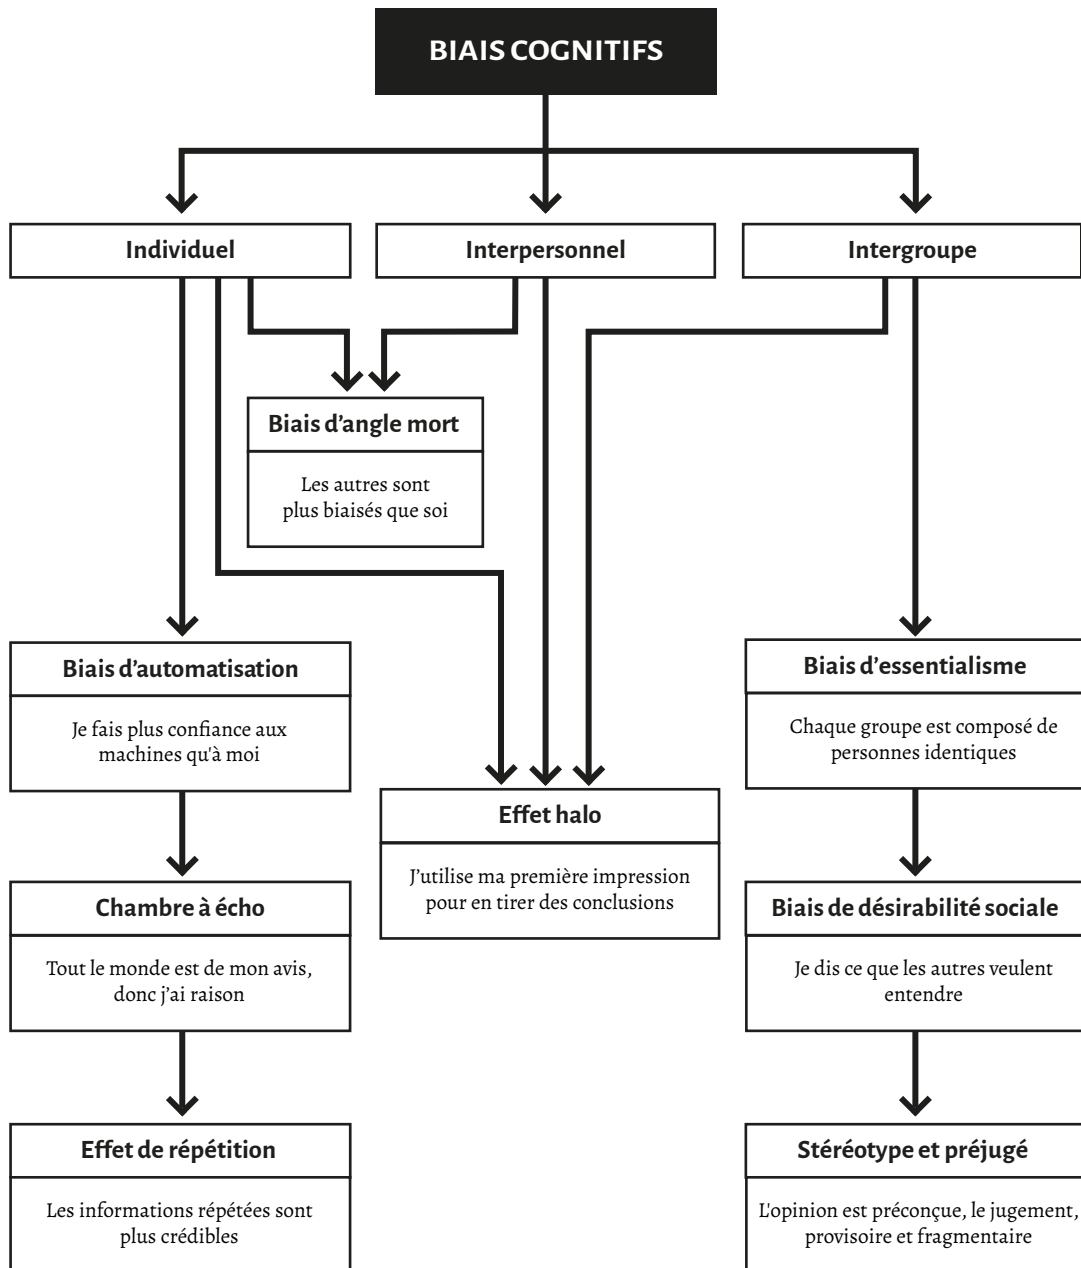 BIAIS COGNITIFS
Individuel
Interpersonnel
Intergroupe
Biais d’angle mort
Les autres sont
plus biaisés que soi
Biais d’automatisation
Je fais plus confiance aux
machines qu'à moi
Biais d’essentialisme
Chaque groupe est composé de
personnes identiques
Effet halo
J’utilise ma première impression
pour en tirer des conclusions
Chambre à écho
Tout le monde est de mon avis,
donc j’ai raison
Biais de désirabilité sociale
Je dis ce que les autres veulent
entendre
Effet de répétition
Les informations répétées sont
plus crédibles
Stéréotype et préjugé
L'opinion est préconçue, le jugement,
provisoire et fragmentaire